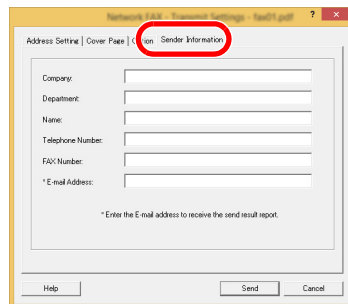 Network FAX - Transmit Settings - fax01.pdf
Address Setting Cover Page Sender Information
Company:
Department:
Name:
Telephone Number:
FAX Number:
* E-mail Address:
* Enter the E-mail address to receive the send result report.
Help Send Cancel